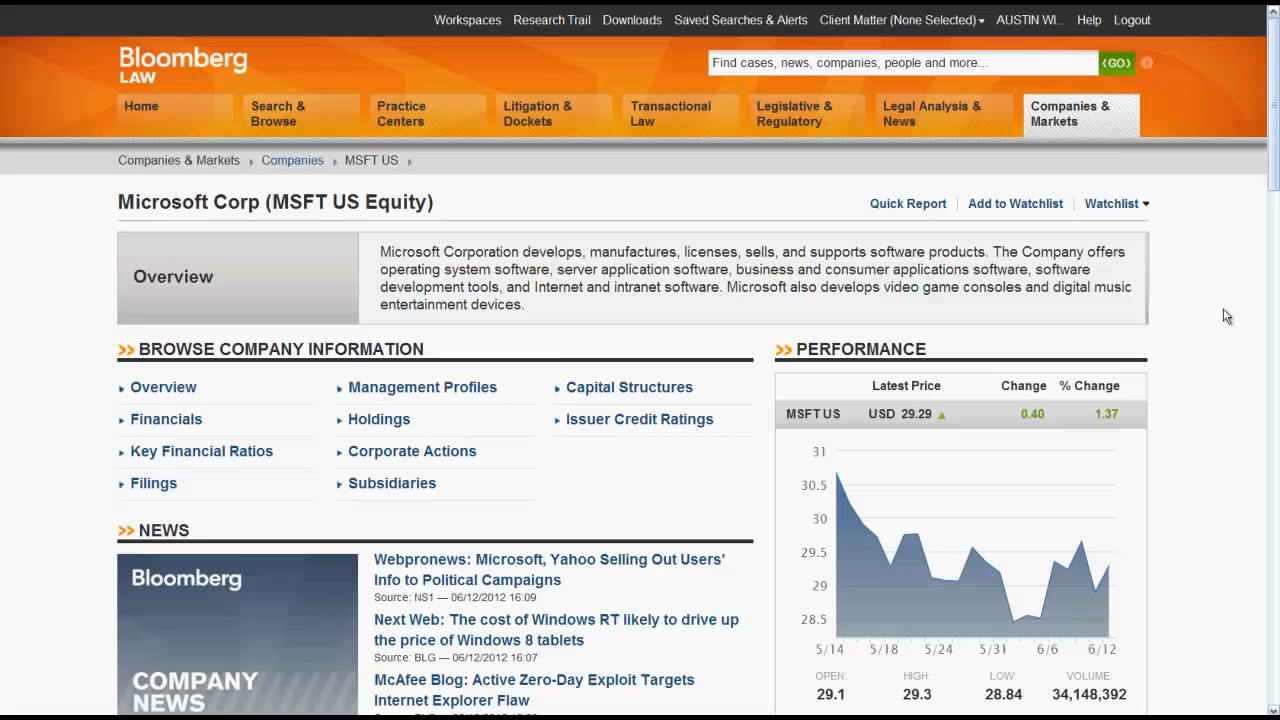 Workspaces Research Trail Downloads Saved Searches & Alerts Client Matter (None Selected) AUSTIN WI... Help Logout
Bloomberg
LAW
Find cases, news, companies, people and more...
GO
Home
Search &
Browse
Practice
Centers
Litigation &
Dockets
Transactional
Law
Legislative &
Regulatory
Legal Analysis &
News
Companies &
Markets
Companies & Markets Companies MSFT US
Microsoft Corp (MSFT US Equity)
Quick Report Add to Watchlist Watchlist
Overview
Microsoft Corporation develops, manufactures, licenses, sells, and supports software products. The Company offers
operating system software, server application software, business and consumer applications software, software
development tools, and Internet and intranet software. Microsoft also develops video game consoles and digital music
entertainment devices.
>> BROWSE COMPANY INFORMATION
Overview
Financials
Key Financial Ratios
Filings
Management Profiles
Holdings
Corporate Actions
Subsidiaries
Capital Structures
Issuer Credit Ratings
>> NEWS
Bloomberg
COMPANY
NEWS
Webpronews: Microsoft, Yahoo Selling Out Users'
Info to Political Campaigns
Source: NS1 — 06/12/2012 16:09
Next Web: The cost of Windows RT likely to drive up
the price of Windows 8 tablets
Source: BLG — 06/12/2012 16:07
McAfee Blog: Active Zero-Day Exploit Targets
Internet Explorer Flaw
>> PERFORMANCE
Latest Price Change % Change
MSFT US USD 29.29 0.40 1.37
31
30.5
30
29.5
29
28.5
5/14 5/18 5/24 5/31 6/6 6/12
OPEN: HIGH: LOW: VOLUME:
29.1 29.3 28.84 34,148,392